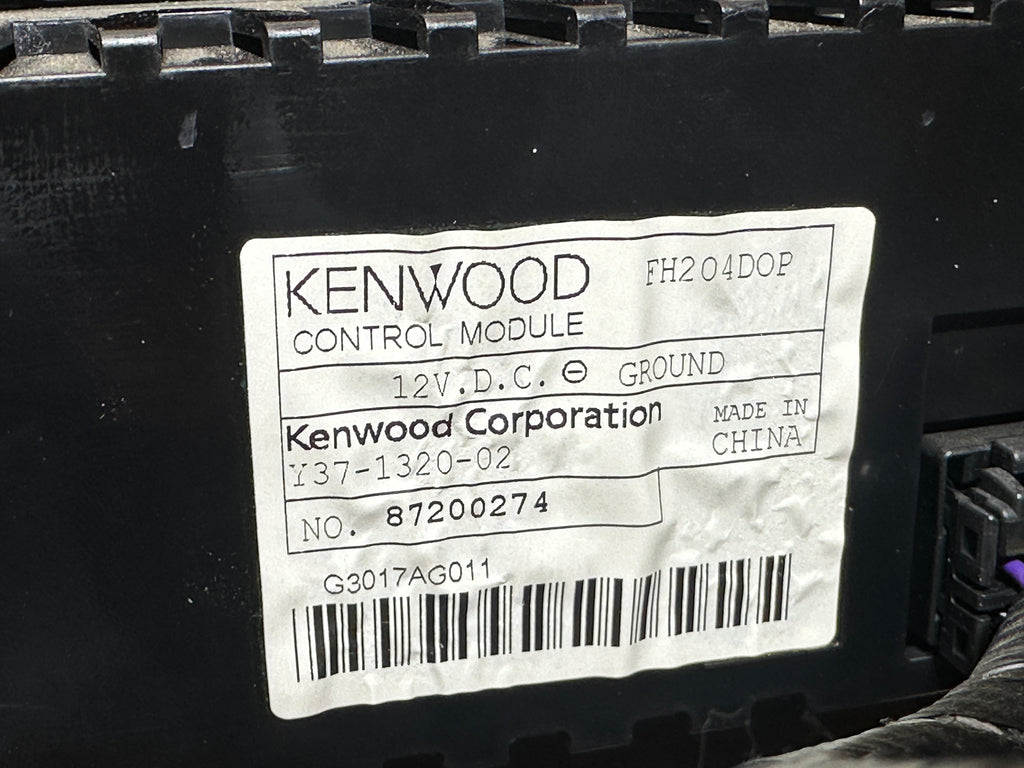 KENWOOD FH204DOP
CONTROL MODULE
12V.D.C. ⊖ GROUND
Kenwood Corporation MADE IN
Y37-1320-02 CHINA
NO. 87200274
G3017AG011